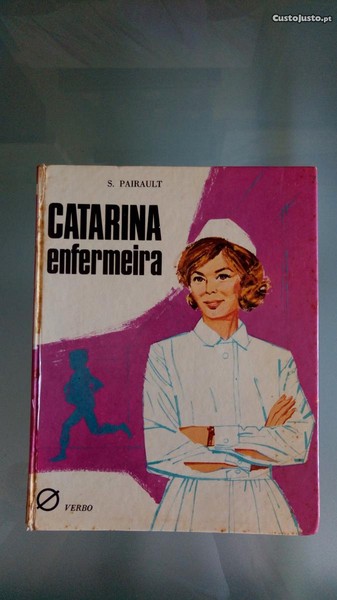 CustoJusto.pt
S. PAIRAULT
CATARINA
enfermeira
VERBO